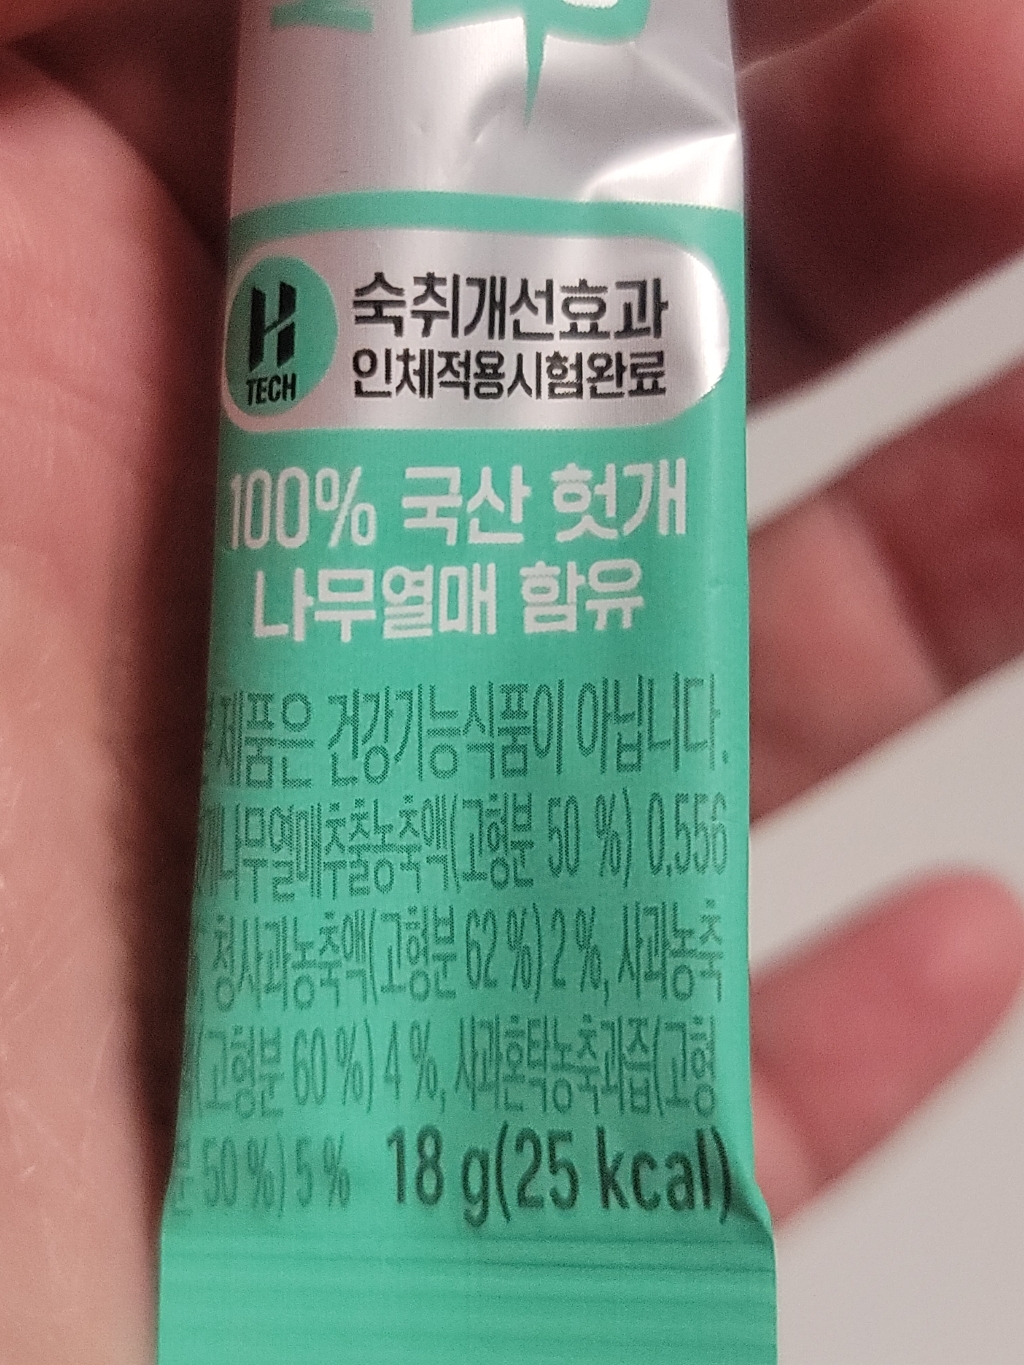 H
TECH
숙취개선효과
인체적용시험완료
100% 국산 헛개
나무열매 함유
제품은 건강기능식품이 아닙니다.
개나무열매추출농축액(고형분 50 %) 0.556
청사과농축액(고형분 62 %) 2 %, 사과농축
(고형분 60 %) 4 %, 사과혼탁농축과즙(고형
분 50 %) 5 % 18 g(25 kcal)